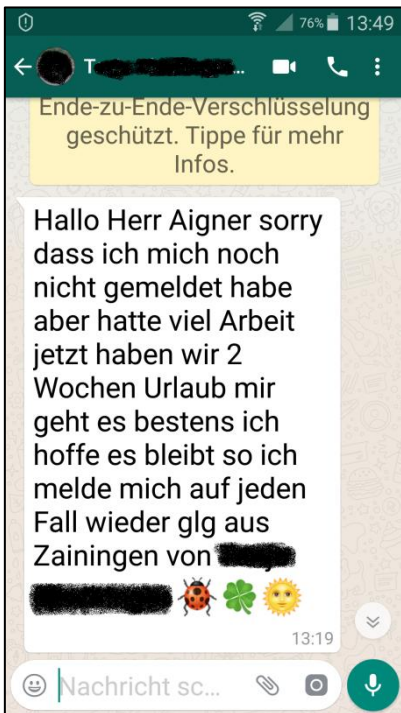 76% 13:49
T
...
Ende-zu-Ende-Verschlüsselung
geschützt. Tippe für mehr
Infos.
Hallo Herr Aigner sorry
dass ich mich noch
nicht gemeldet habe
aber hatte viel Arbeit
jetzt haben wir 2
Wochen Urlaub mir
geht es bestens ich
hoffe es bleibt so ich
melde mich auf jeden
Fall wieder glg aus
Zainingen von
13:19
Nachricht sc...